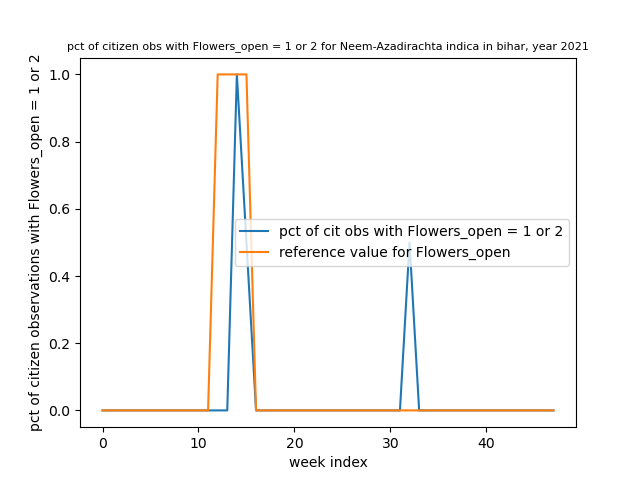 pct of citizen obs with Flowers_open = 1 or 2 for Neem-Azadirachta indica in bihar, year 2021
pct of citizen observations with Flowers_open = 1 or 2
1.0
0.8
0.6
0.4
0.2
0.0
pct of cit obs with Flowers_open = 1 or 2
reference value for Flowers_open
0 10 20 30 40
week index